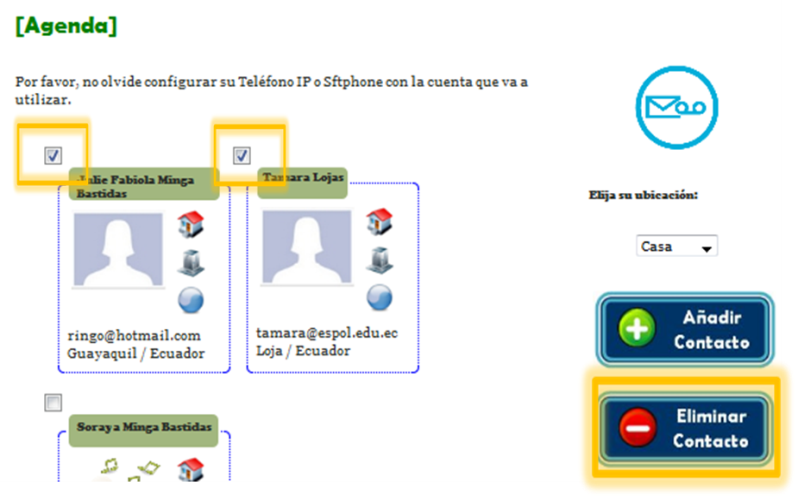 [Agenda]
Por favor, no olvide configurar su Teléfono IP o Sftphone con la cuenta que va a
utilizar.
Julie Fabiola Minga
Bastidas
ringo@hotmail.com
Guayaquil / Ecuador
Tamara Lojas
tamara@espol.edu.ec
Loja / Ecuador
Soraya Minga Bastidas
Elija su ubicación:
Casa
Añadir
Contacto
Eliminar
Contacto